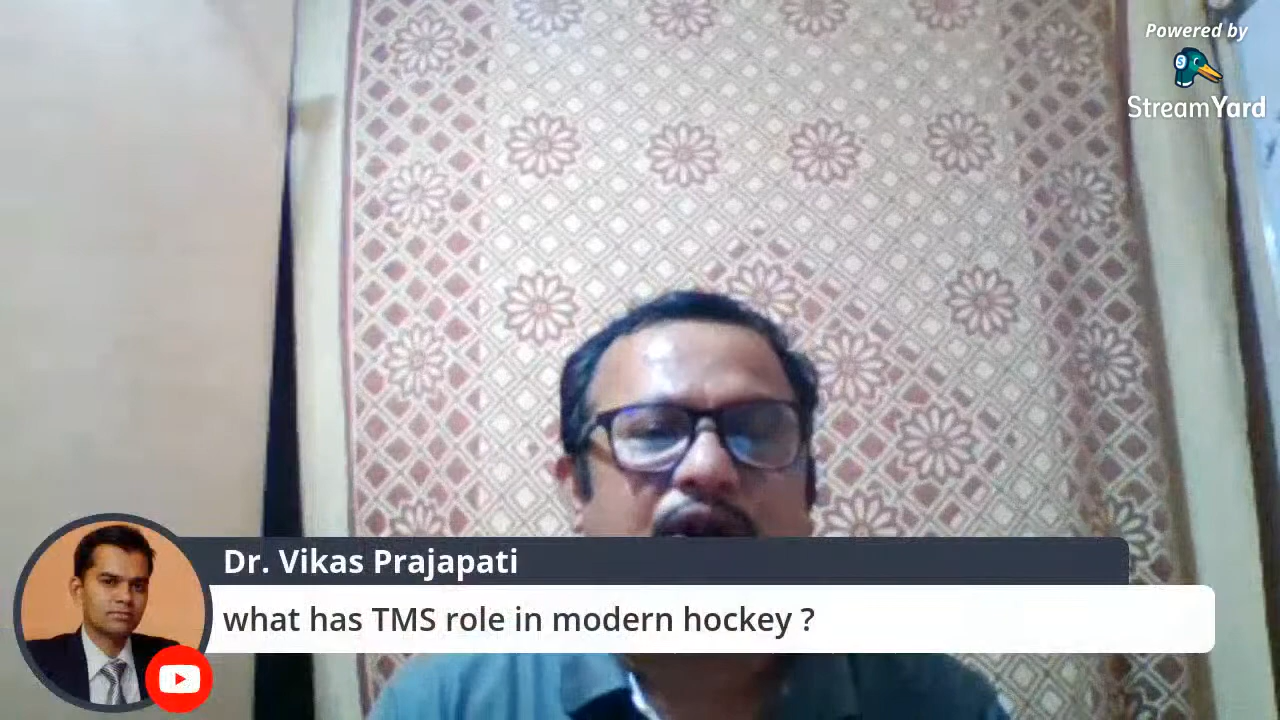 Powered by
StreamYard
Dr. Vikas Prajapati
what has TMS role in modern hockey ?